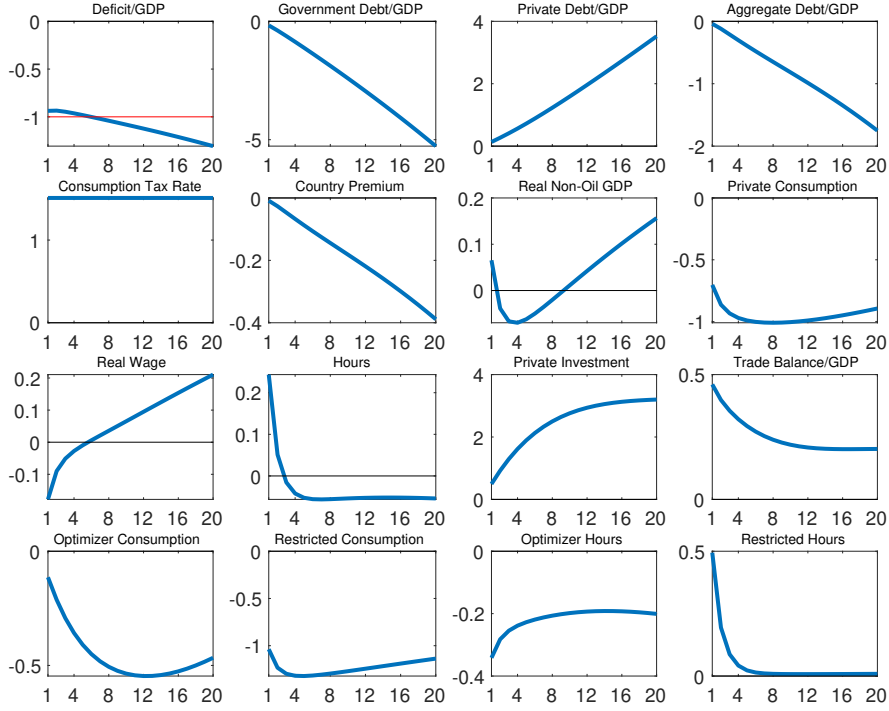 Deficit/GDP
Government Debt/GDP
Private Debt/GDP
Aggregate Debt/GDP
0
-0.5
-1
1 4 8 12 16 20
0
-5
1 4 8 12 16 20
4
2
0
1 4 8 12 16 20
0
-1
-2
1 4 8 12 16 20
Consumption Tax Rate
Country Premium
Real Non-Oil GDP
Private Consumption
1
0
1 4 8 12 16 20
0
-0.2
-0.4
1 4 8 12 16 20
0.2
0.1
0
1 4 8 12 16 20
0
-0.5
-1
1 4 8 12 16 20
Real Wage
Hours
Private Investment
Trade Balance/GDP
0.2
0.1
0
-0.1
1 4 8 12 16 20
0.2
0.1
0
1 4 8 12 16 20
4
2
0
1 4 8 12 16 20
0.5
0
1 4 8 12 16 20
Optimizer Consumption
Restricted Consumption
Optimizer Hours
Restricted Hours
0
-0.5
1 4 8 12 16 20
0
-0.5
-1
1 4 8 12 16 20
0
-0.2
-0.4
1 4 8 12 16 20
0.5
0
1 4 8 12 16 20